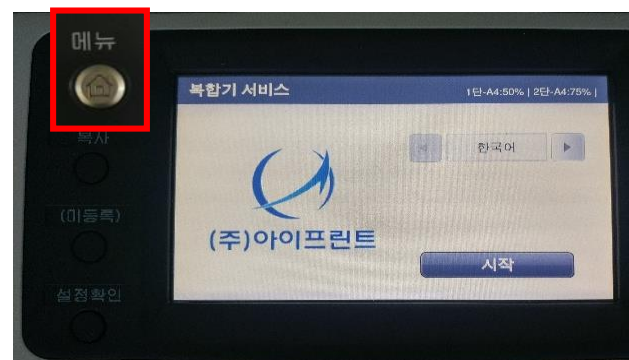 메뉴
복합기 서비스
1단-A4:50% | 2단-A4:75% |
복사
한국어
(미등록)
(주)아이프린트
시작
설정확인